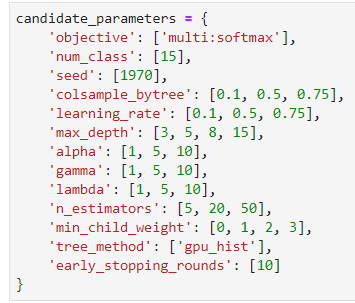 candidate_parameters = {
    'objective': ['multi:softmax'],
    'num_class': [15],
    'seed': [1970],
    'colsample_bytree': [0.1, 0.5, 0.75],
    'learning_rate': [0.1, 0.5, 0.75],
    'max_depth': [3, 5, 8, 15],
    'alpha': [1, 5, 10],
    'gamma': [1, 5, 10],
    'lambda': [1, 5, 10],
    'n_estimators': [5, 20, 50],
    'min_child_weight': [0, 1, 2, 3],
    'tree_method': ['gpu_hist'],
    'early_stopping_rounds': [10]
}